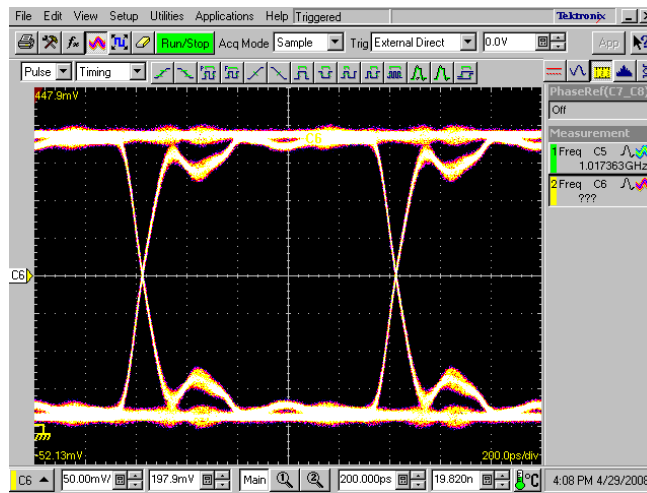 File Edit View Setup Utilities Applications Help Triggered Tektronix
Run/Stop Acq Mode Sample Trig External Direct 0.0V App
Pulse Timing
447.9mV
C6
C6
-52.13mV
200.0ps/div
PhaseRef(C7_C8)
Off
Measurement
1 Freq C5
1.017363GHz
2 Freq C6
???
C6 50.00mV/ 197.9mV Main 200.000ps 19.820n °C 4:08 PM 4/29/2008